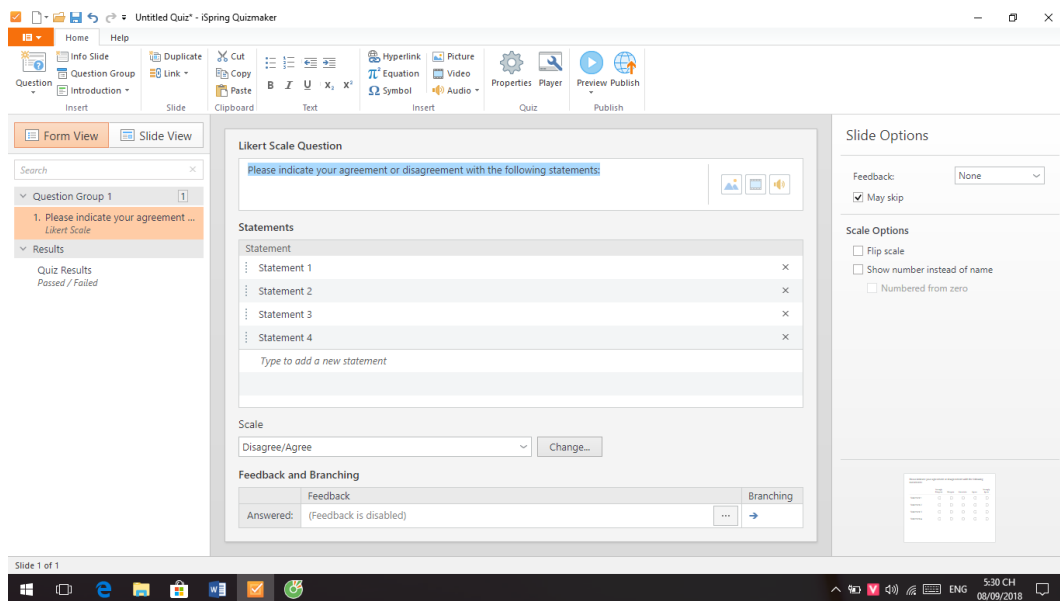 Untitled Quiz* - iSpring Quizmaker
Home Help
Question
Info Slide
Question Group
Introduction
Insert
Duplicate
Link
Slide
Cut
Copy
Paste
Clipboard
B I U X₂ X²
Text
Hyperlink
Equation
Symbol
Picture
Video
Audio
Insert
Properties Player
Quiz
Preview Publish
Publish
Form View Slide View
Search
Question Group 1 1
1. Please indicate your agreement ...
Likert Scale
Results
Quiz Results
Passed / Failed
Likert Scale Question
Please indicate your agreement or disagreement with the following statements:
Statements
Statement
Statement 1
Statement 2
Statement 3
Statement 4
Type to add a new statement
Scale
Disagree/Agree Change...
Feedback and Branching
Feedback Branching
Answered: (Feedback is disabled) ...
Slide Options
Feedback: None
May skip
Scale Options
Flip scale
Show number instead of name
Numbered from zero
Slide 1 of 1
ENG
5:30 CH
08/09/2018